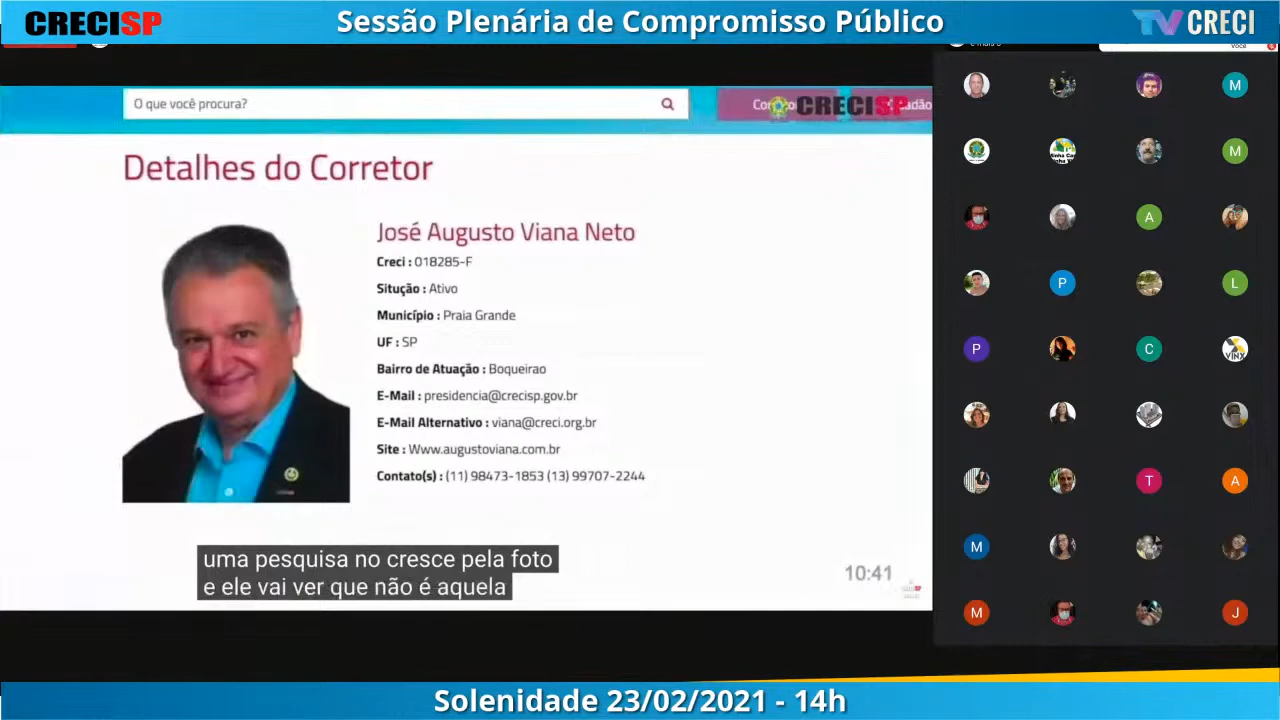 CRECISP
Sessão Plenária de Compromisso Público
TV CRECI
você
O que você procura?
CRECISP
Detalhes do Corretor
José Augusto Viana Neto
Creci : 018285-F
Situção : Ativo
Município : Praia Grande
UF : SP
Bairro de Atuação : Boqueirao
E-Mail : presidencia@crecisp.gov.br
E-Mail Alternativo : viana@creci.org.br
Site : Www.augustoviana.com.br
Contato(s) : (11) 98473-1853 (13) 99707-2244
uma pesquisa no cresce pela foto
e ele vai ver que não é aquela
10:41
M
M
A
P
L
P
C
VINX
T
A
M
M
J
Solenidade 23/02/2021 - 14h